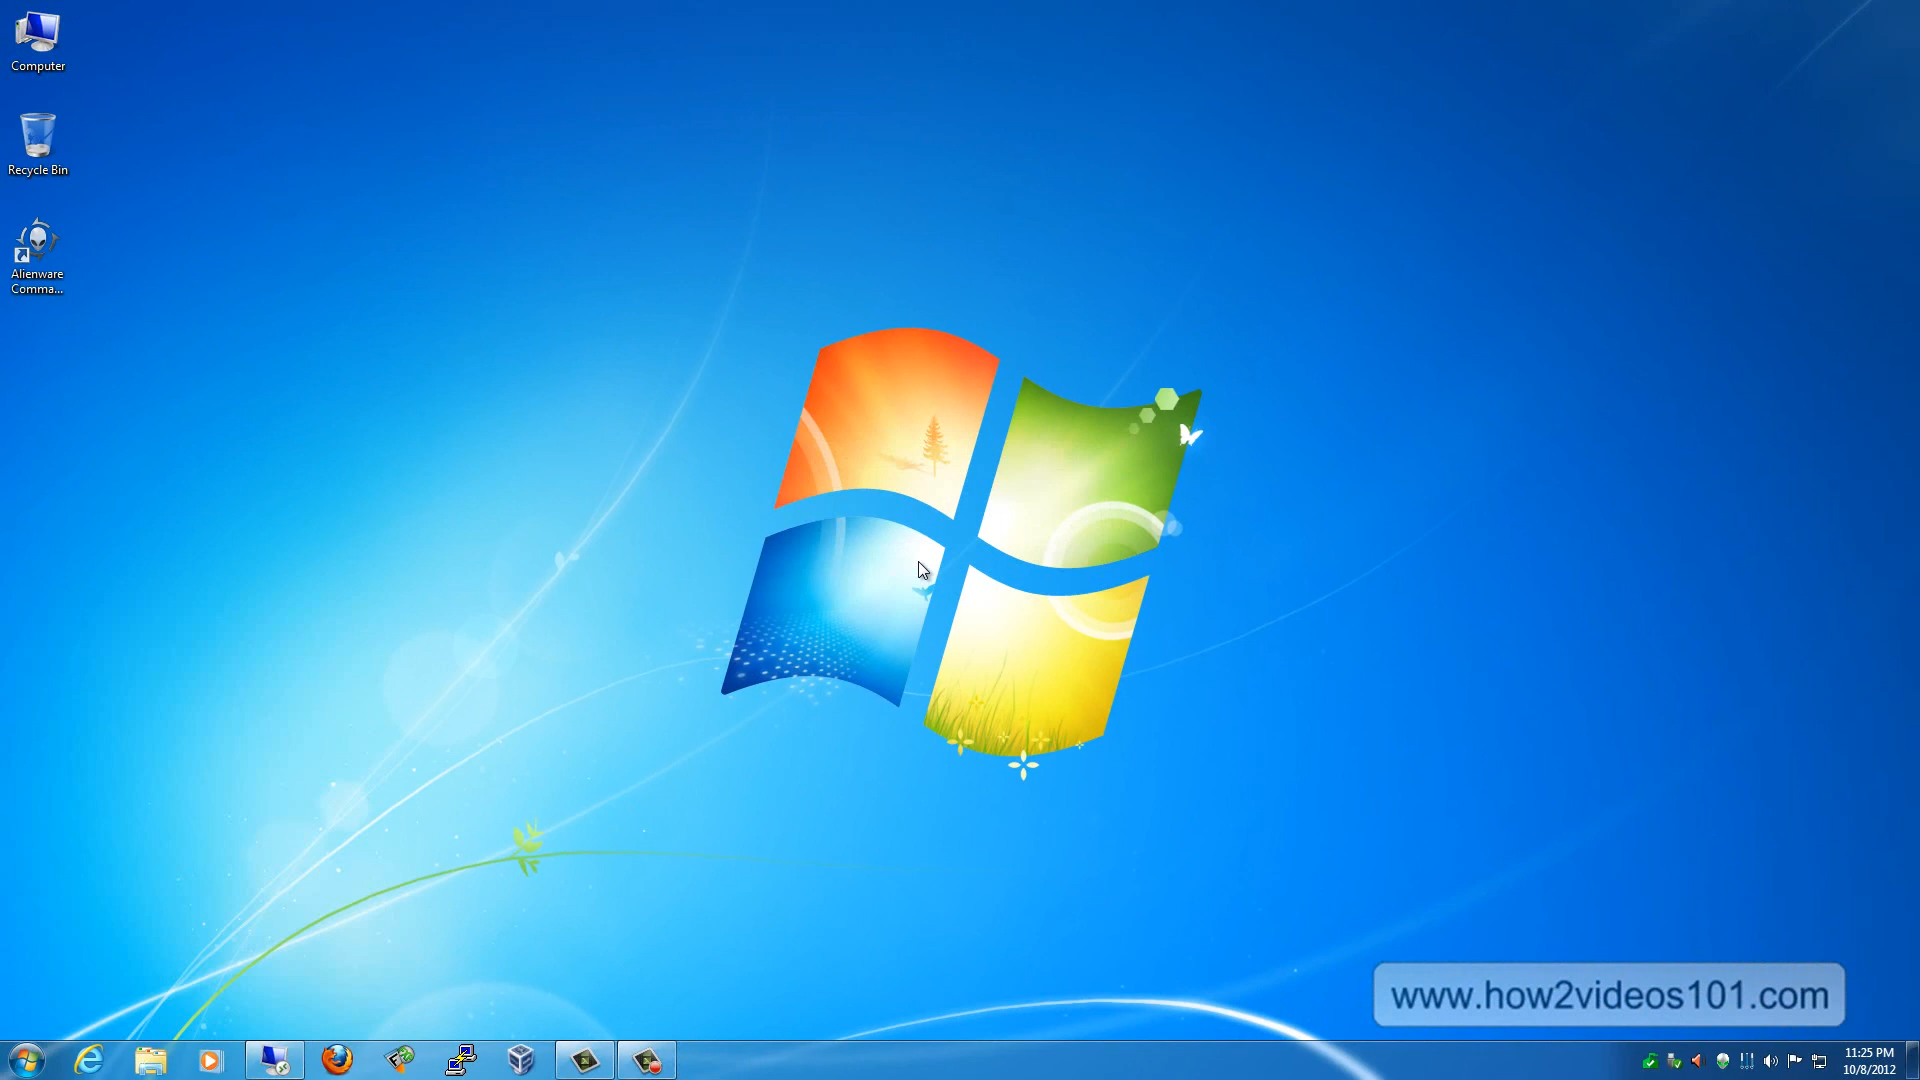 Computer
Recycle Bin
Alienware
Comma...
www.how2videos101.com
11:25 PM
10/8/2012